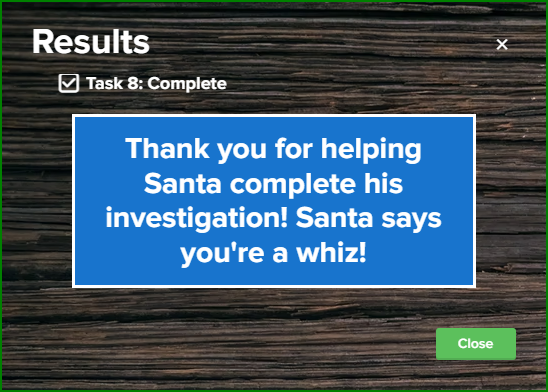 Results
×
Task 8: Complete
Thank you for helping
Santa complete his
investigation! Santa says
you're a whiz!
Close